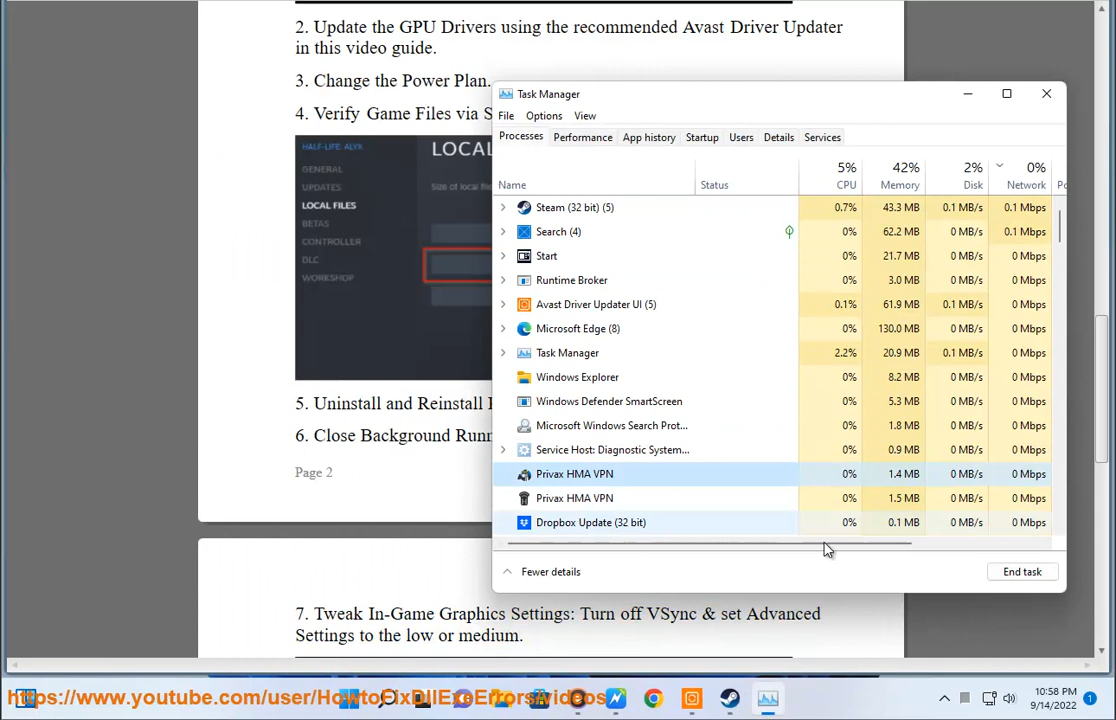 2. Update the GPU Drivers using the recommended Avast Driver Updater
in this video guide.
3. Change the Power Plan.
4. Verify Game Files via S
HALF-LIFE: ALYX
LOCAL
GENERAL
UPDATES
Size of local file
LOCAL FILES
BETAS
CONTROLLER
DLC
WORKSHOP
5. Uninstall and Reinstall
6. Close Background Runn
Page 2
7. Tweak In-Game Graphics Settings: Turn off VSync & set Advanced
Settings to the low or medium.
Task Manager
File Options View
Processes Performance App history Startup Users Details Services
5% 42% 2% 0%
Name Status CPU Memory Disk Network Po
Steam (32 bit) (5) 0.7% 43.3 MB 0.1 MB/s 0.1 Mbps
Search (4) 0% 62.2 MB 0 MB/s 0.1 Mbps
Start 0% 21.7 MB 0 MB/s 0 Mbps
Runtime Broker 0% 3.0 MB 0 MB/s 0 Mbps
Avast Driver Updater UI (5) 0.1% 61.9 MB 0 MB/s 0 Mbps
Microsoft Edge (8) 0% 130.0 MB 0 MB/s 0 Mbps
Task Manager 2.2% 20.9 MB 0.1 MB/s 0 Mbps
Windows Explorer 0% 8.2 MB 0 MB/s 0 Mbps
Windows Defender SmartScreen 0% 5.3 MB 0 MB/s 0 Mbps
Microsoft Windows Search Prot... 0% 1.8 MB 0 MB/s 0 Mbps
Service Host: Diagnostic System... 0% 0.9 MB 0 MB/s 0 Mbps
Privax HMA VPN 0% 1.4 MB 0 MB/s 0 Mbps
Privax HMA VPN 0% 1.5 MB 0 MB/s 0 Mbps
Dropbox Update (32 bit) 0% 0.1 MB 0 MB/s 0 Mbps
Fewer details End task
https://www.youtube.com/user/HowtoFixDllExeErrors/videos
10:58 PM
9/14/2022
1